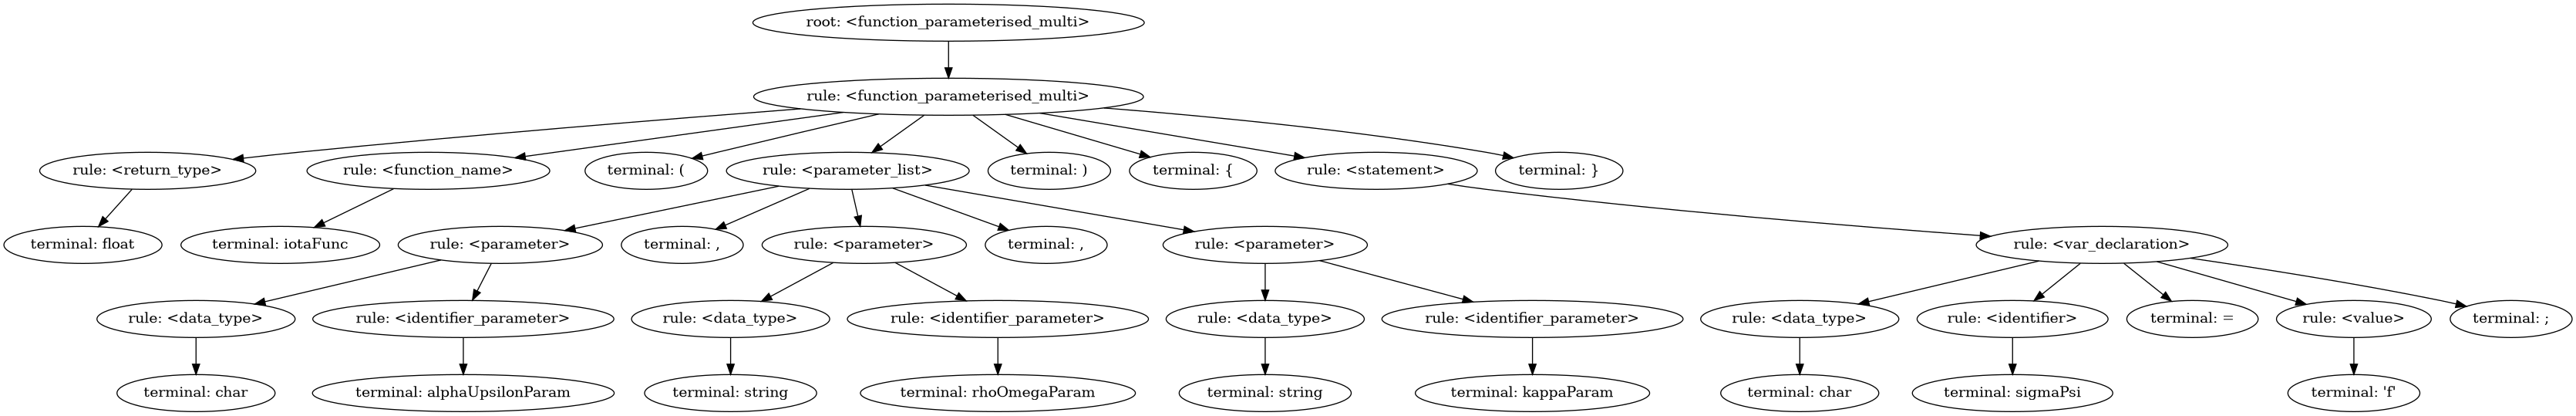 root: <function_parameterised_multi>
rule: <function_parameterised_multi>
rule: <return_type>
rule: <function_name>
terminal: (
rule: <parameter_list>
terminal: )
terminal: {
rule: <statement>
terminal: }
terminal: float
terminal: iotaFunc
rule: <parameter>
terminal: ,
rule: <parameter>
terminal: ,
rule: <parameter>
rule: <var_declaration>
rule: <data_type>
rule: <identifier_parameter>
rule: <data_type>
rule: <identifier_parameter>
rule: <data_type>
rule: <identifier_parameter>
rule: <data_type>
rule: <identifier>
terminal: =
rule: <value>
terminal: ;
terminal: char
terminal: alphaUpsilonParam
terminal: string
terminal: rhoOmegaParam
terminal: string
terminal: kappaParam
terminal: char
terminal: sigmaPsi
terminal: 'f'